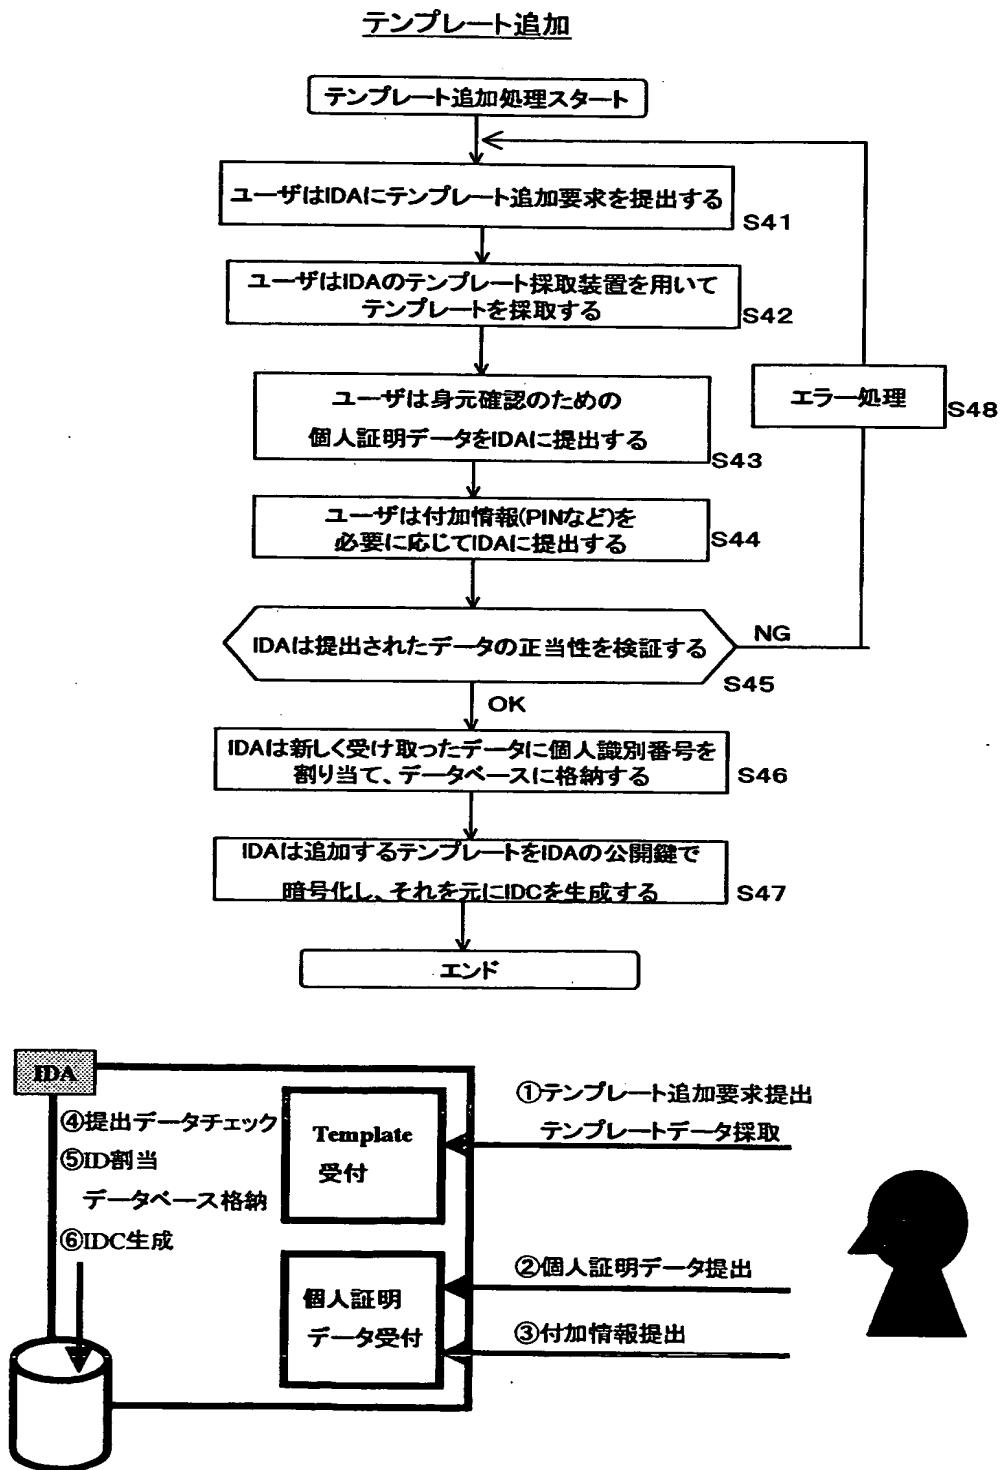 テンプレート追加
テンプレート追加処理スタート
ユーザはIDAにテンプレート追加要求を提出する
S41
ユーザはIDAのテンプレート採取装置を用いて
テンプレートを採取する
S42
エラー処理
S48
ユーザは身元確認のための
個人証明データをIDAに提出する
S43
ユーザは付加情報(PINなど)を
必要に応じてIDAに提出する
S44
IDAは提出されたデータの正当性を検証する
NG
S45
OK
IDAは新しく受け取ったデータに個人識別番号を
割り当て、データベースに格納する
S46
IDAは追加するテンプレートをIDAの公開鍵で
暗号化し、それを元にIDCを生成する
S47
エンド
IDA
④提出データチェック
⑤ID割当
データベース格納
⑥IDC生成
Template
受付
個人証明
データ受付
①テンプレート追加要求提出
テンプレートデータ採取
②個人証明データ提出
③付加情報提出